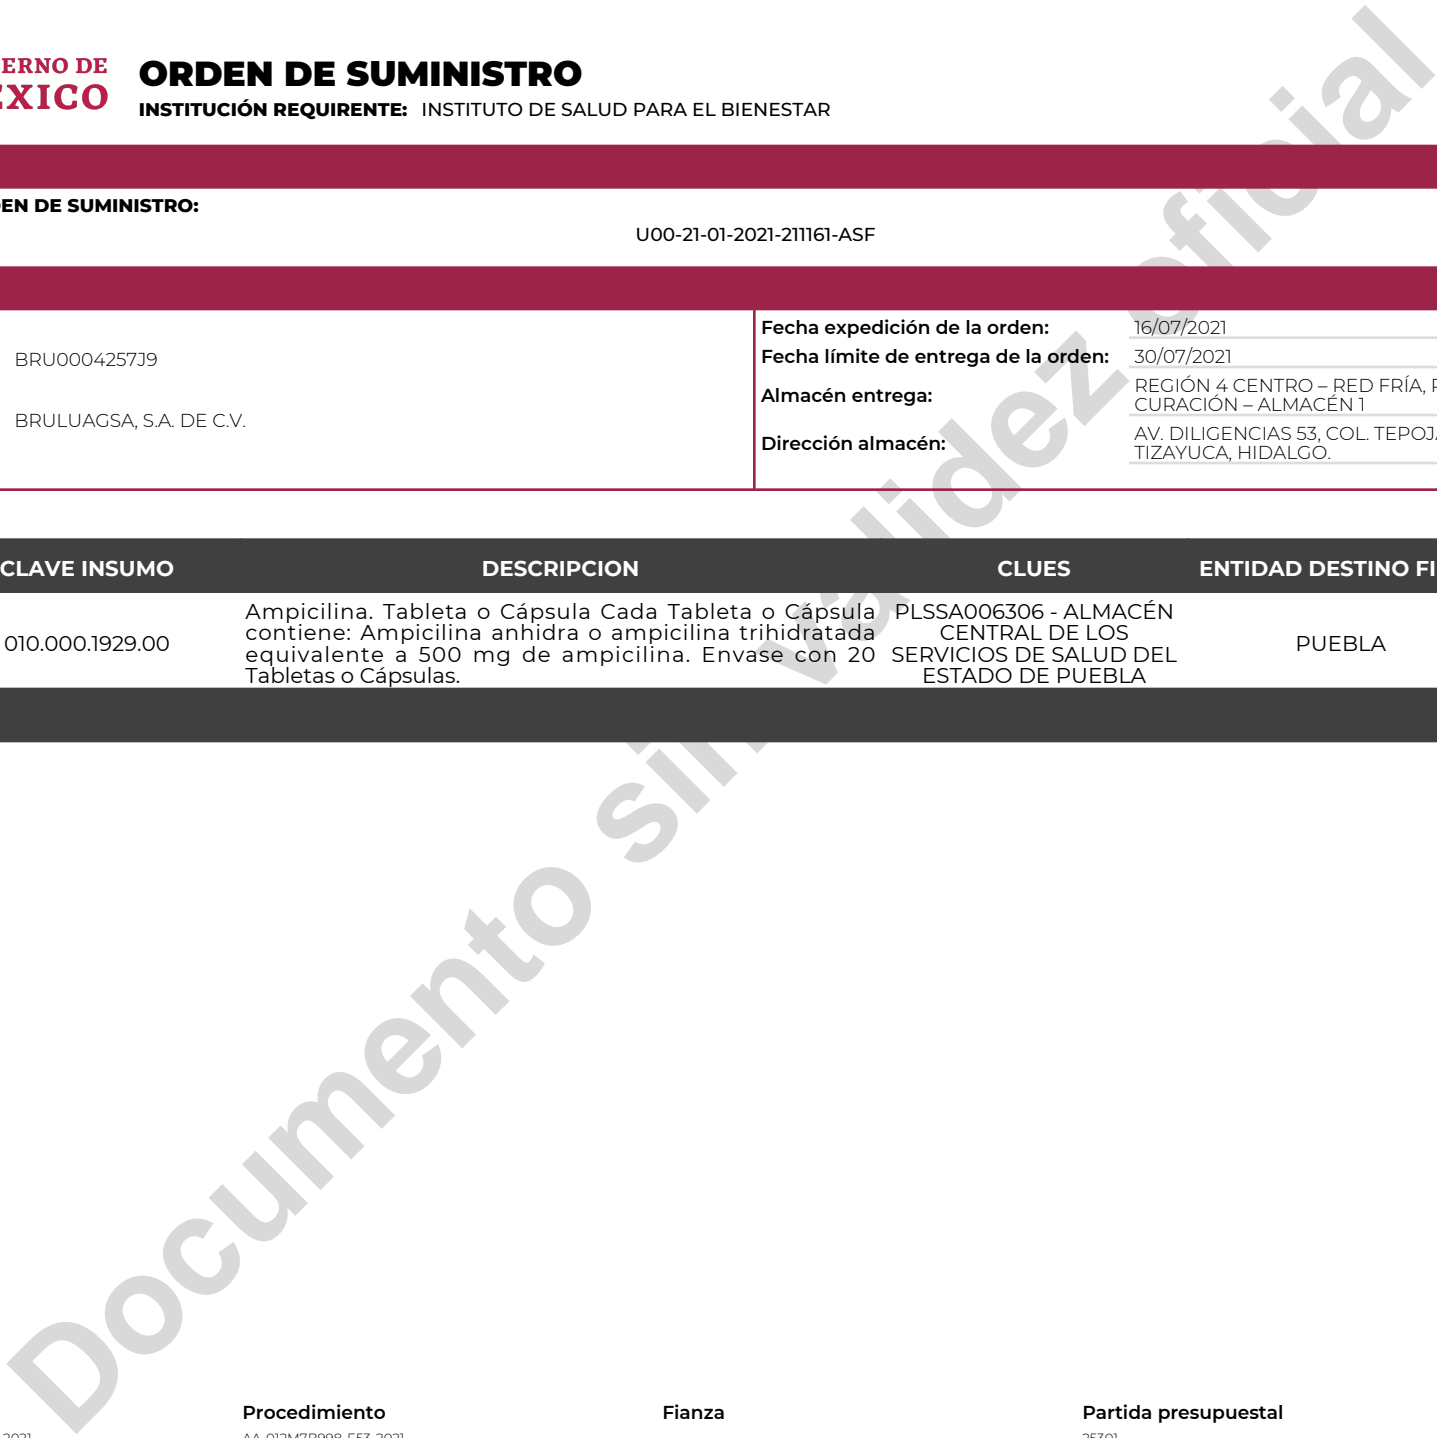 ERNO DE
ÉXICO
ORDEN DE SUMINISTRO
INSTITUCIÓN REQUIRENTE: INSTITUTO DE SALUD PARA EL BIENESTAR
EN DE SUMINISTRO:
U00-21-01-2021-211161-ASF
BRU0004257J9
BRULUAGSA, S.A. DE C.V.
Fecha expedición de la orden: 16/07/2021
Fecha límite de entrega de la orden: 30/07/2021
Almacén entrega: REGIÓN 4 CENTRO – RED FRÍA,
CURACIÓN – ALMACÉN 1
Dirección almacén: AV. DILIGENCIAS 53, COL. TEPOJA
TIZAYUCA, HIDALGO.
CLAVE INSUMO DESCRIPCION CLUES ENTIDAD DESTINO FI
010.000.1929.00
Ampicilina. Tableta o Cápsula Cada Tableta o Cápsula
contiene: Ampicilina anhidra o ampicilina trihidratada
equivalente a 500 mg de ampicilina. Envase con 20
Tabletas o Cápsulas.
PLSSA006306 - ALMACÉN
CENTRAL DE LOS
SERVICIOS DE SALUD DEL
ESTADO DE PUEBLA
PUEBLA
Documento sin validez oficial
Procedimiento Fianza Partida presupuestal